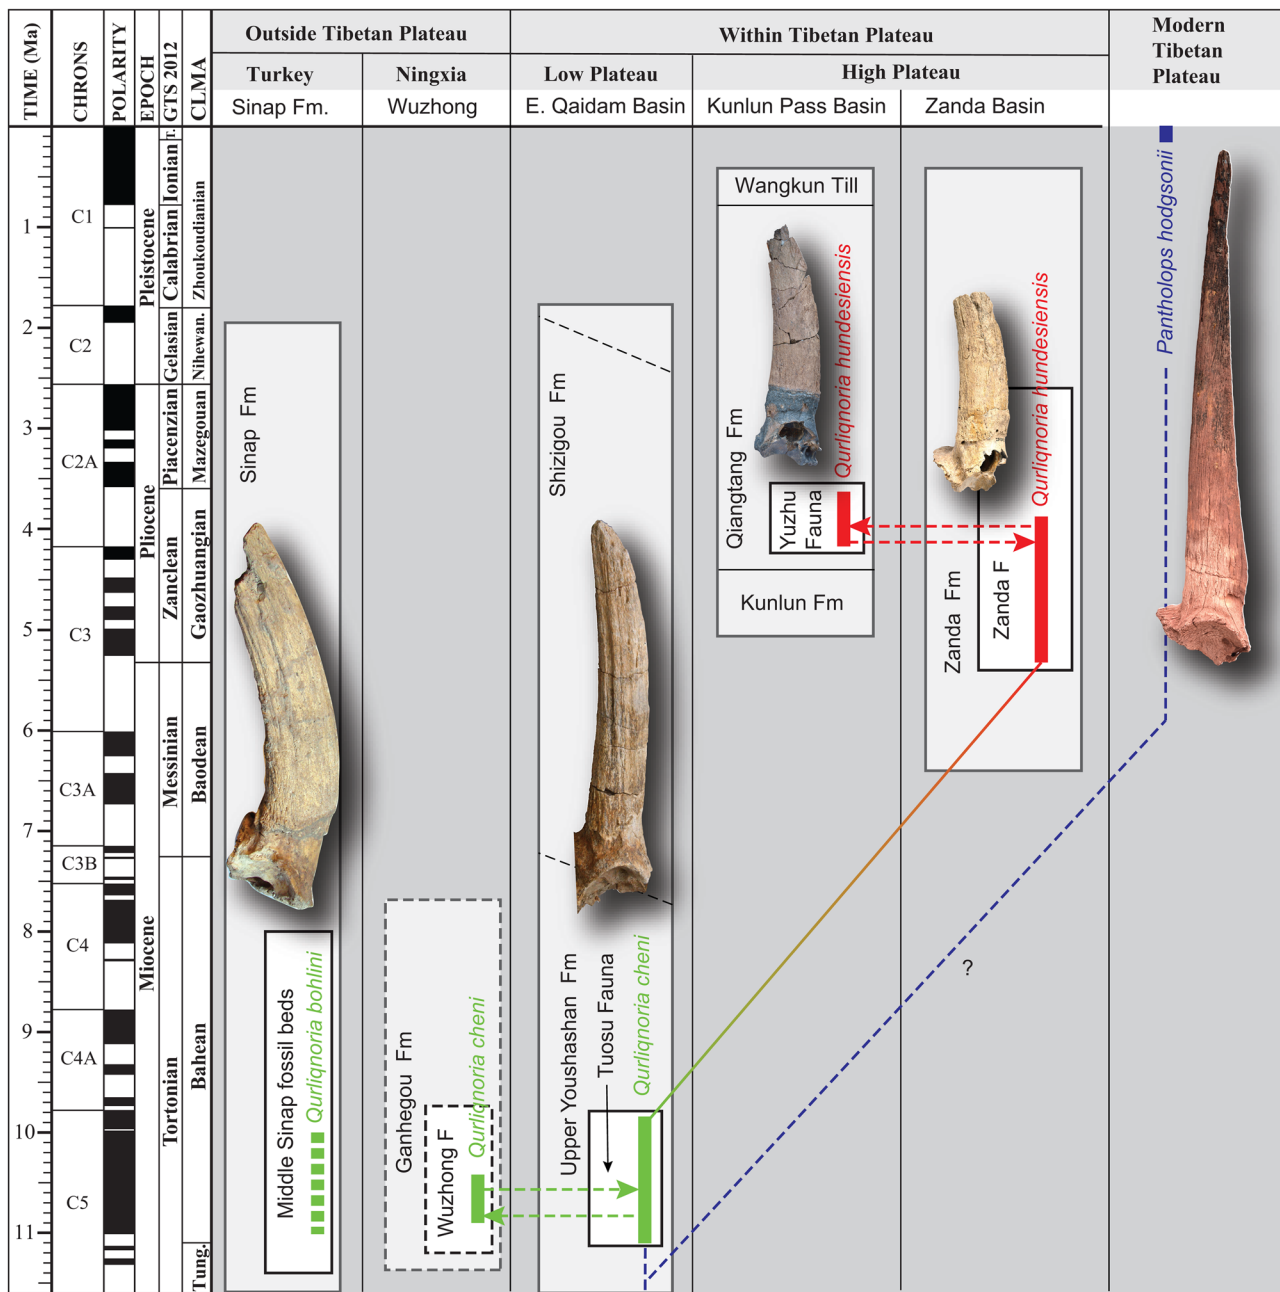 TIME (Ma)
CHRONS
POLARITY
EPOCH
GTS 2012
CLMA
Outside Tibetan Plateau
Within Tibetan Plateau
Modern
Tibetan
Plateau
Turkey
Ningxia
Low Plateau
High Plateau
Sinap Fm.
Wuzhong
E. Qaidam Basin
Kunlun Pass Basin
Zanda Basin
1
2
3
4
5
6
7
8
9
10
11
C1
C2
C2A
C3
C3A
C3B
C4
C4A
C5
Pleistocene
Pliocene
Miocene
T.
Ionian
Calabrian
Gelasian
Piacenzian
Zanclean
Messinian
Tortonian
Zhoukoudianian
Nihewan.
Mazegouan
Gaozhuangian
Baodean
Bahean
Tung.
Sinap Fm
Middle Sinap fossil beds
Qurliqnoria bohlini
Ganhegou Fm
Wuzhong F
Qurliqnoria cheni
Shizigou Fm
Upper Youshashan Fm
Tuosu Fauna
Qurliqnoria cheni
Wangkun Till
Qiangtang Fm
Qurliqnoria hundesiensis
Yuzhu
Fauna
Kunlun Fm
Qurliqnoria hundesiensis
Zanda Fm
Zanda F
Pantholops hodgsonii
?